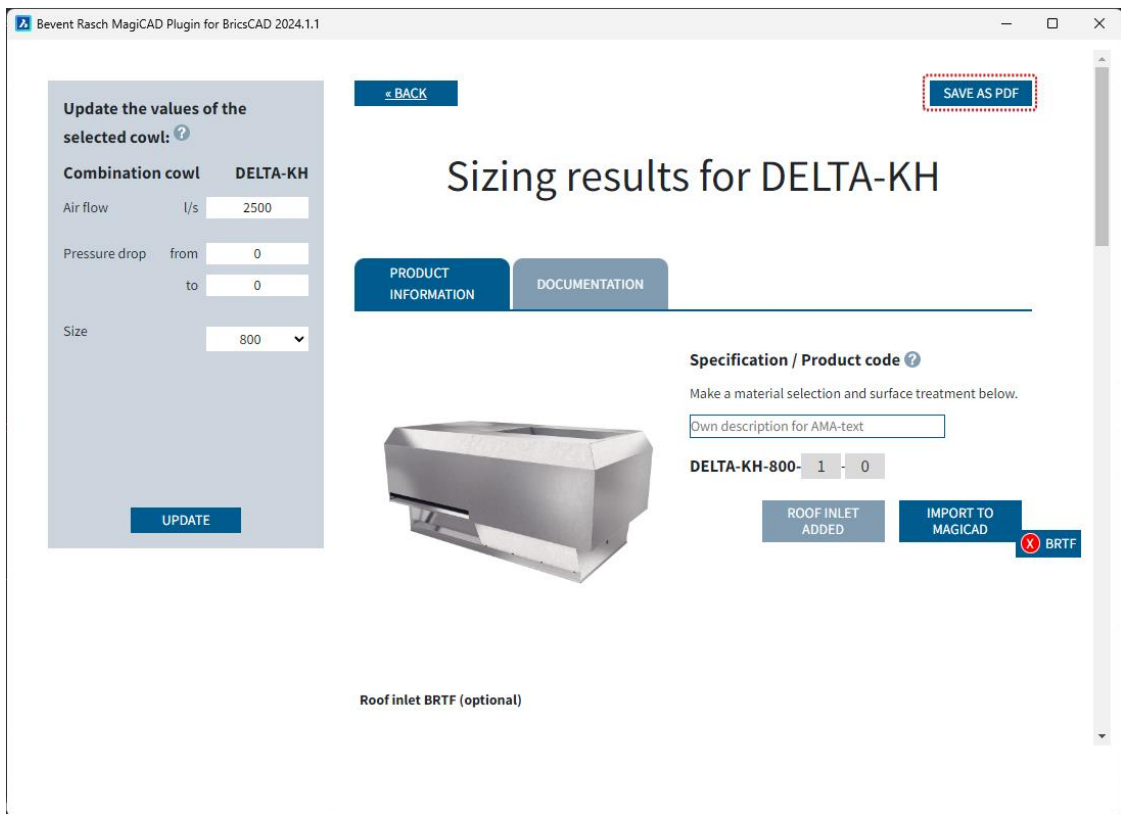 Bevent Rasch MagiCAD Plugin for BricsCAD 2024.1.1
Update the values of the
selected cowl: ?
Combination cowl DELTA-KH
Air flow l/s 2500
Pressure drop from 0
to 0
Size 800
UPDATE
« BACK
SAVE AS PDF
Sizing results for DELTA-KH
PRODUCT
INFORMATION
DOCUMENTATION
Specification / Product code ?
Make a material selection and surface treatment below.
Own description for AMA-text
DELTA-KH-800- 1 - 0
ROOF INLET
ADDED
IMPORT TO
MAGICAD
X BRTF
Roof inlet BRTF (optional)